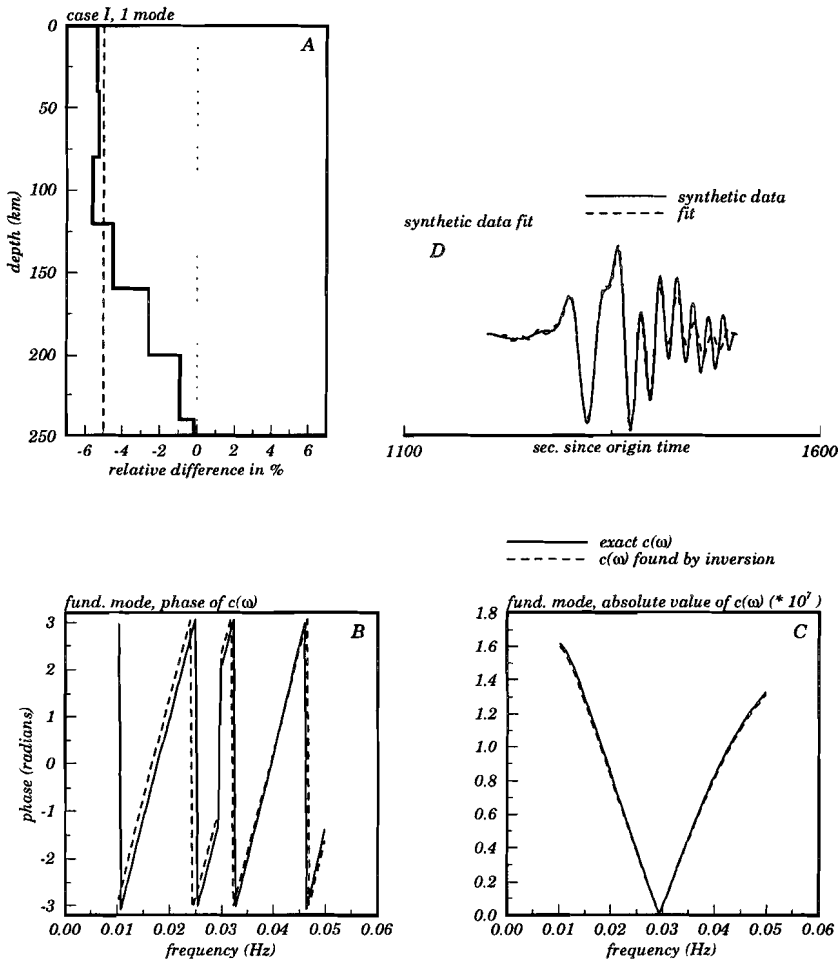 case I, 1 mode
A
0
50
100
150
200
250
depth (km)
-6 -4 -2 0 2 4 6
relative difference in %
synthetic data
fit
synthetic data fit
D
1100 1600
sec. since origin time
exact c(ω)
c(ω) found by inversion
fund. mode, phase of c(ω)
B
3
2
1
0
-1
-2
-3
phase (radians)
0.00 0.01 0.02 0.03 0.04 0.05 0.06
frequency (Hz)
fund. mode, absolute value of c(ω) (* 10⁷ )
C
1.8
1.6
1.4
1.2
1.0
0.8
0.6
0.4
0.2
0.0
0.00 0.01 0.02 0.03 0.04 0.05 0.06
frequency (Hz)